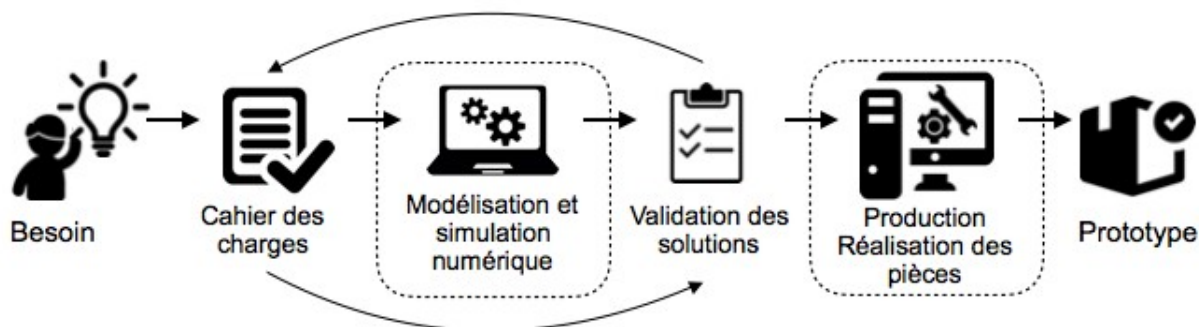 Besoin
Cahier des
charges
Modélisation et
simulation
numérique
Validation des
solutions
Production
Réalisation des
pièces
Prototype